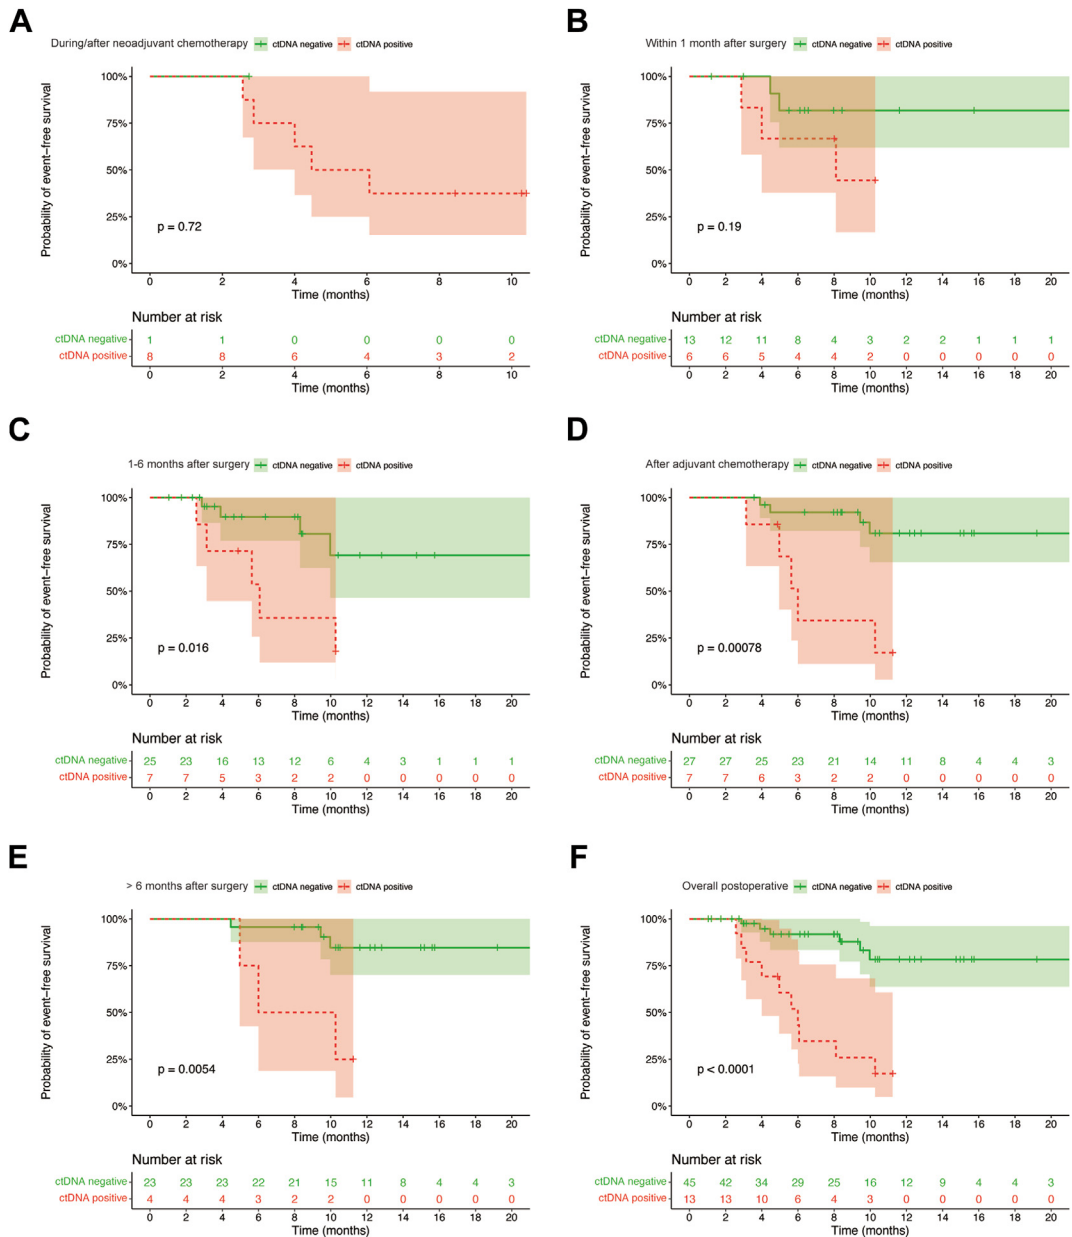 A
During/after neoadjuvant chemotherapy ctDNA negative ctDNA positive
Probability of event-free survival
100%
75%
50%
25%
0%
p = 0.72
0 2 4 6 8 10
Time (months)
Number at risk
ctDNA negative 1 1 0 0 0 0
ctDNA positive 8 8 6 4 3 2
0 2 4 6 8 10
Time (months)
B
Within 1 month after surgery ctDNA negative ctDNA positive
Probability of event-free survival
100%
75%
50%
25%
0%
p = 0.19
0 2 4 6 8 10 12 14 16 18 20
Time (months)
Number at risk
ctDNA negative 13 12 11 8 4 3 2 2 1 1 1
ctDNA positive 6 6 5 4 4 2 0 0 0 0 0
0 2 4 6 8 10 12 14 16 18 20
Time (months)
C
1-6 months after surgery ctDNA negative ctDNA positive
Probability of event-free survival
100%
75%
50%
25%
0%
p = 0.016
0 2 4 6 8 10 12 14 16 18 20
Time (months)
Number at risk
ctDNA negative 25 23 16 13 12 6 4 3 1 1 1
ctDNA positive 7 7 5 3 2 2 0 0 0 0 0
0 2 4 6 8 10 12 14 16 18 20
Time (months)
D
After adjuvant chemotherapy ctDNA negative ctDNA positive
Probability of event-free survival
100%
75%
50%
25%
0%
p = 0.00078
0 2 4 6 8 10 12 14 16 18 20
Time (months)
Number at risk
ctDNA negative 27 27 25 23 21 14 11 8 4 4 3
ctDNA positive 7 7 6 3 2 2 0 0 0 0 0
0 2 4 6 8 10 12 14 16 18 20
Time (months)
E
> 6 months after surgery ctDNA negative ctDNA positive
Probability of event-free survival
100%
75%
50%
25%
0%
p = 0.0054
0 2 4 6 8 10 12 14 16 18 20
Time (months)
Number at risk
ctDNA negative 23 23 23 22 21 15 11 8 4 4 3
ctDNA positive 4 4 4 3 2 2 0 0 0 0 0
0 2 4 6 8 10 12 14 16 18 20
Time (months)
F
Overall postoperative ctDNA negative ctDNA positive
Probability of event-free survival
100%
75%
50%
25%
0%
p < 0.0001
0 2 4 6 8 10 12 14 16 18 20
Time (months)
Number at risk
ctDNA negative 45 42 34 29 25 16 12 9 4 4 3
ctDNA positive 13 13 10 6 4 3 0 0 0 0 0
0 2 4 6 8 10 12 14 16 18 20
Time (months)